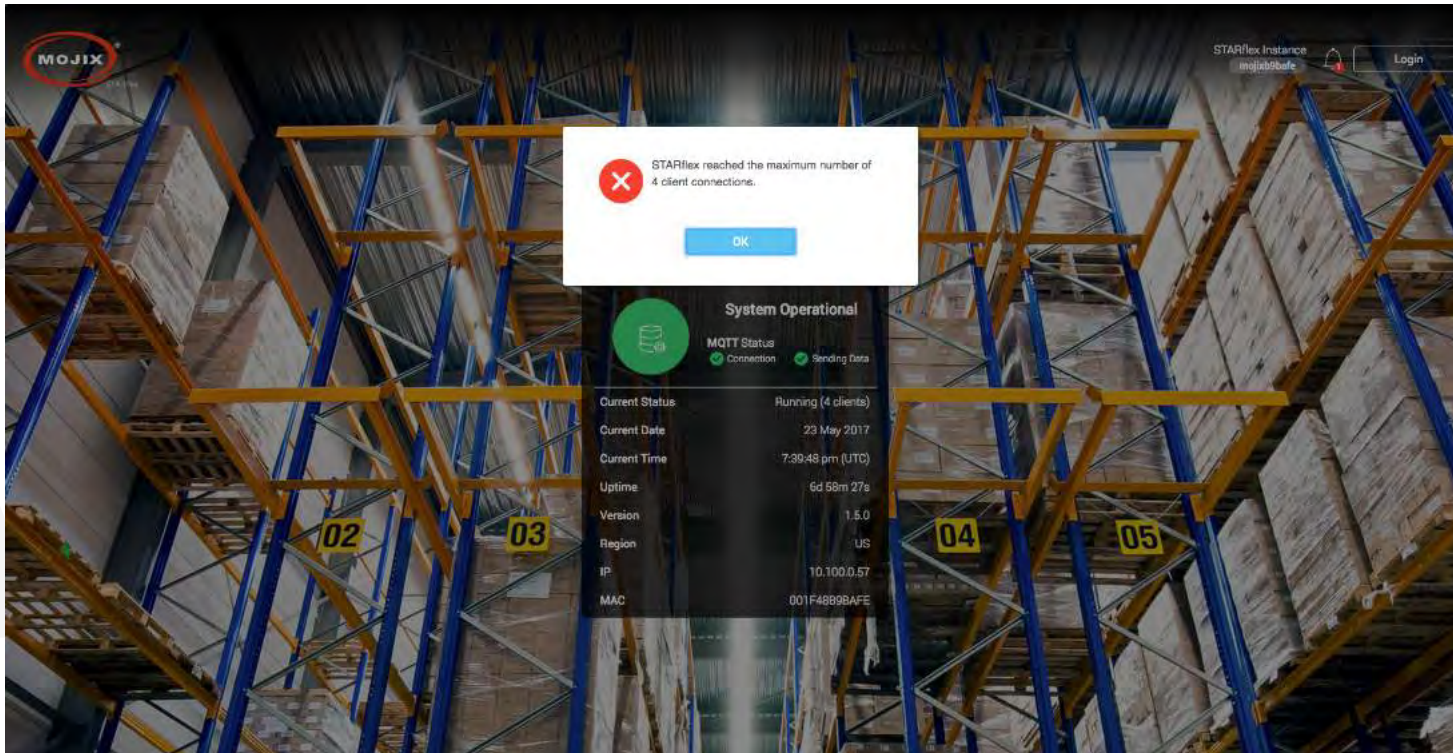 MOJIX
STARflex Instance
mojixb9bafe
1
Login
STARflex reached the maximum number of
4 client connections.
OK
System Operational
MQTT Status
Connection Sending Data
Current Status Running (4 clients)
Current Date 23 May 2017
Current Time 7:39:48 pm (UTC)
Uptime 6d 58m 27s
Version 1.5.0
Region US
IP 10.100.0.57
MAC 001F48B9BAFE
02 03 04 05